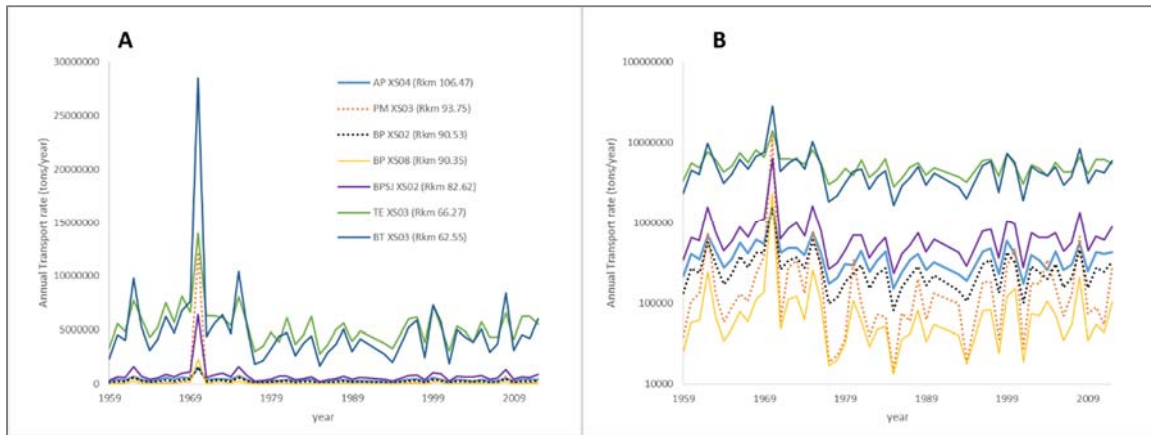 A
Annual Transport rate (tons/year)
30000000
25000000
20000000
15000000
10000000
5000000
0
1959
1969
1979
1989
1999
2009
year
AP XS04 (Rkm 106.47)
PM XS03 (Rkm 93.75)
BP XS02 (Rkm 90.53)
BP XS08 (Rkm 90.35)
BPSJ XS02 (Rkm 82.62)
TE XS03 (Rkm 66.27)
BT XS03 (Rkm 62.55)
B
Annual Transport rate (tons/year)
100000000
10000000
1000000
100000
10000
1959
1969
1979
1989
1999
2009
year